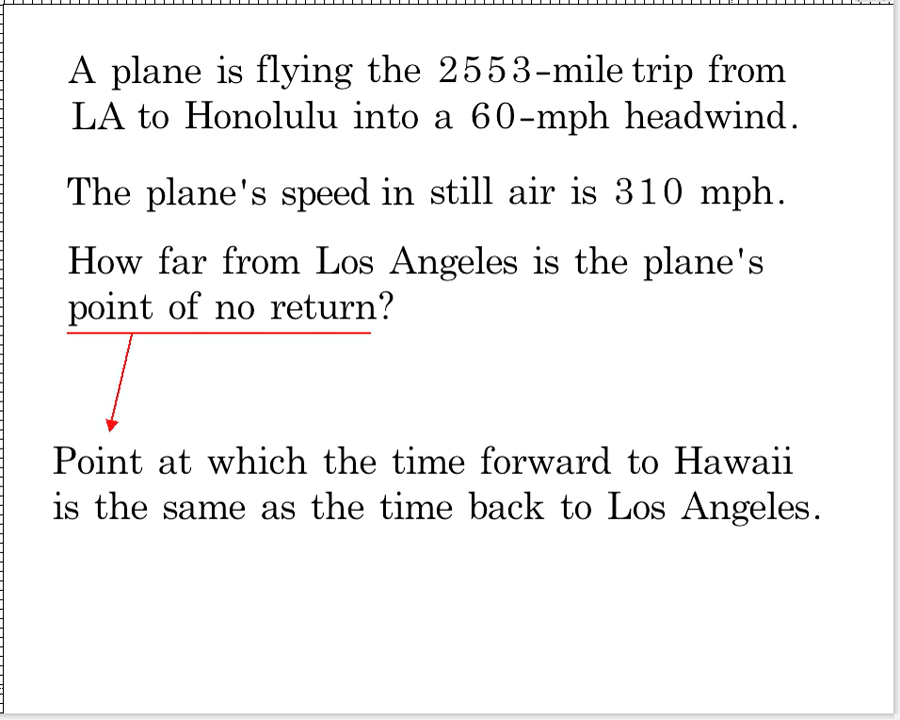 A plane is flying the 2553-mile trip from
LA to Honolulu into a 60-mph headwind.
The plane's speed in still air is 310 mph.
How far from Los Angeles is the plane's
point of no return?
Point at which the time forward to Hawaii
is the same as the time back to Los Angeles.